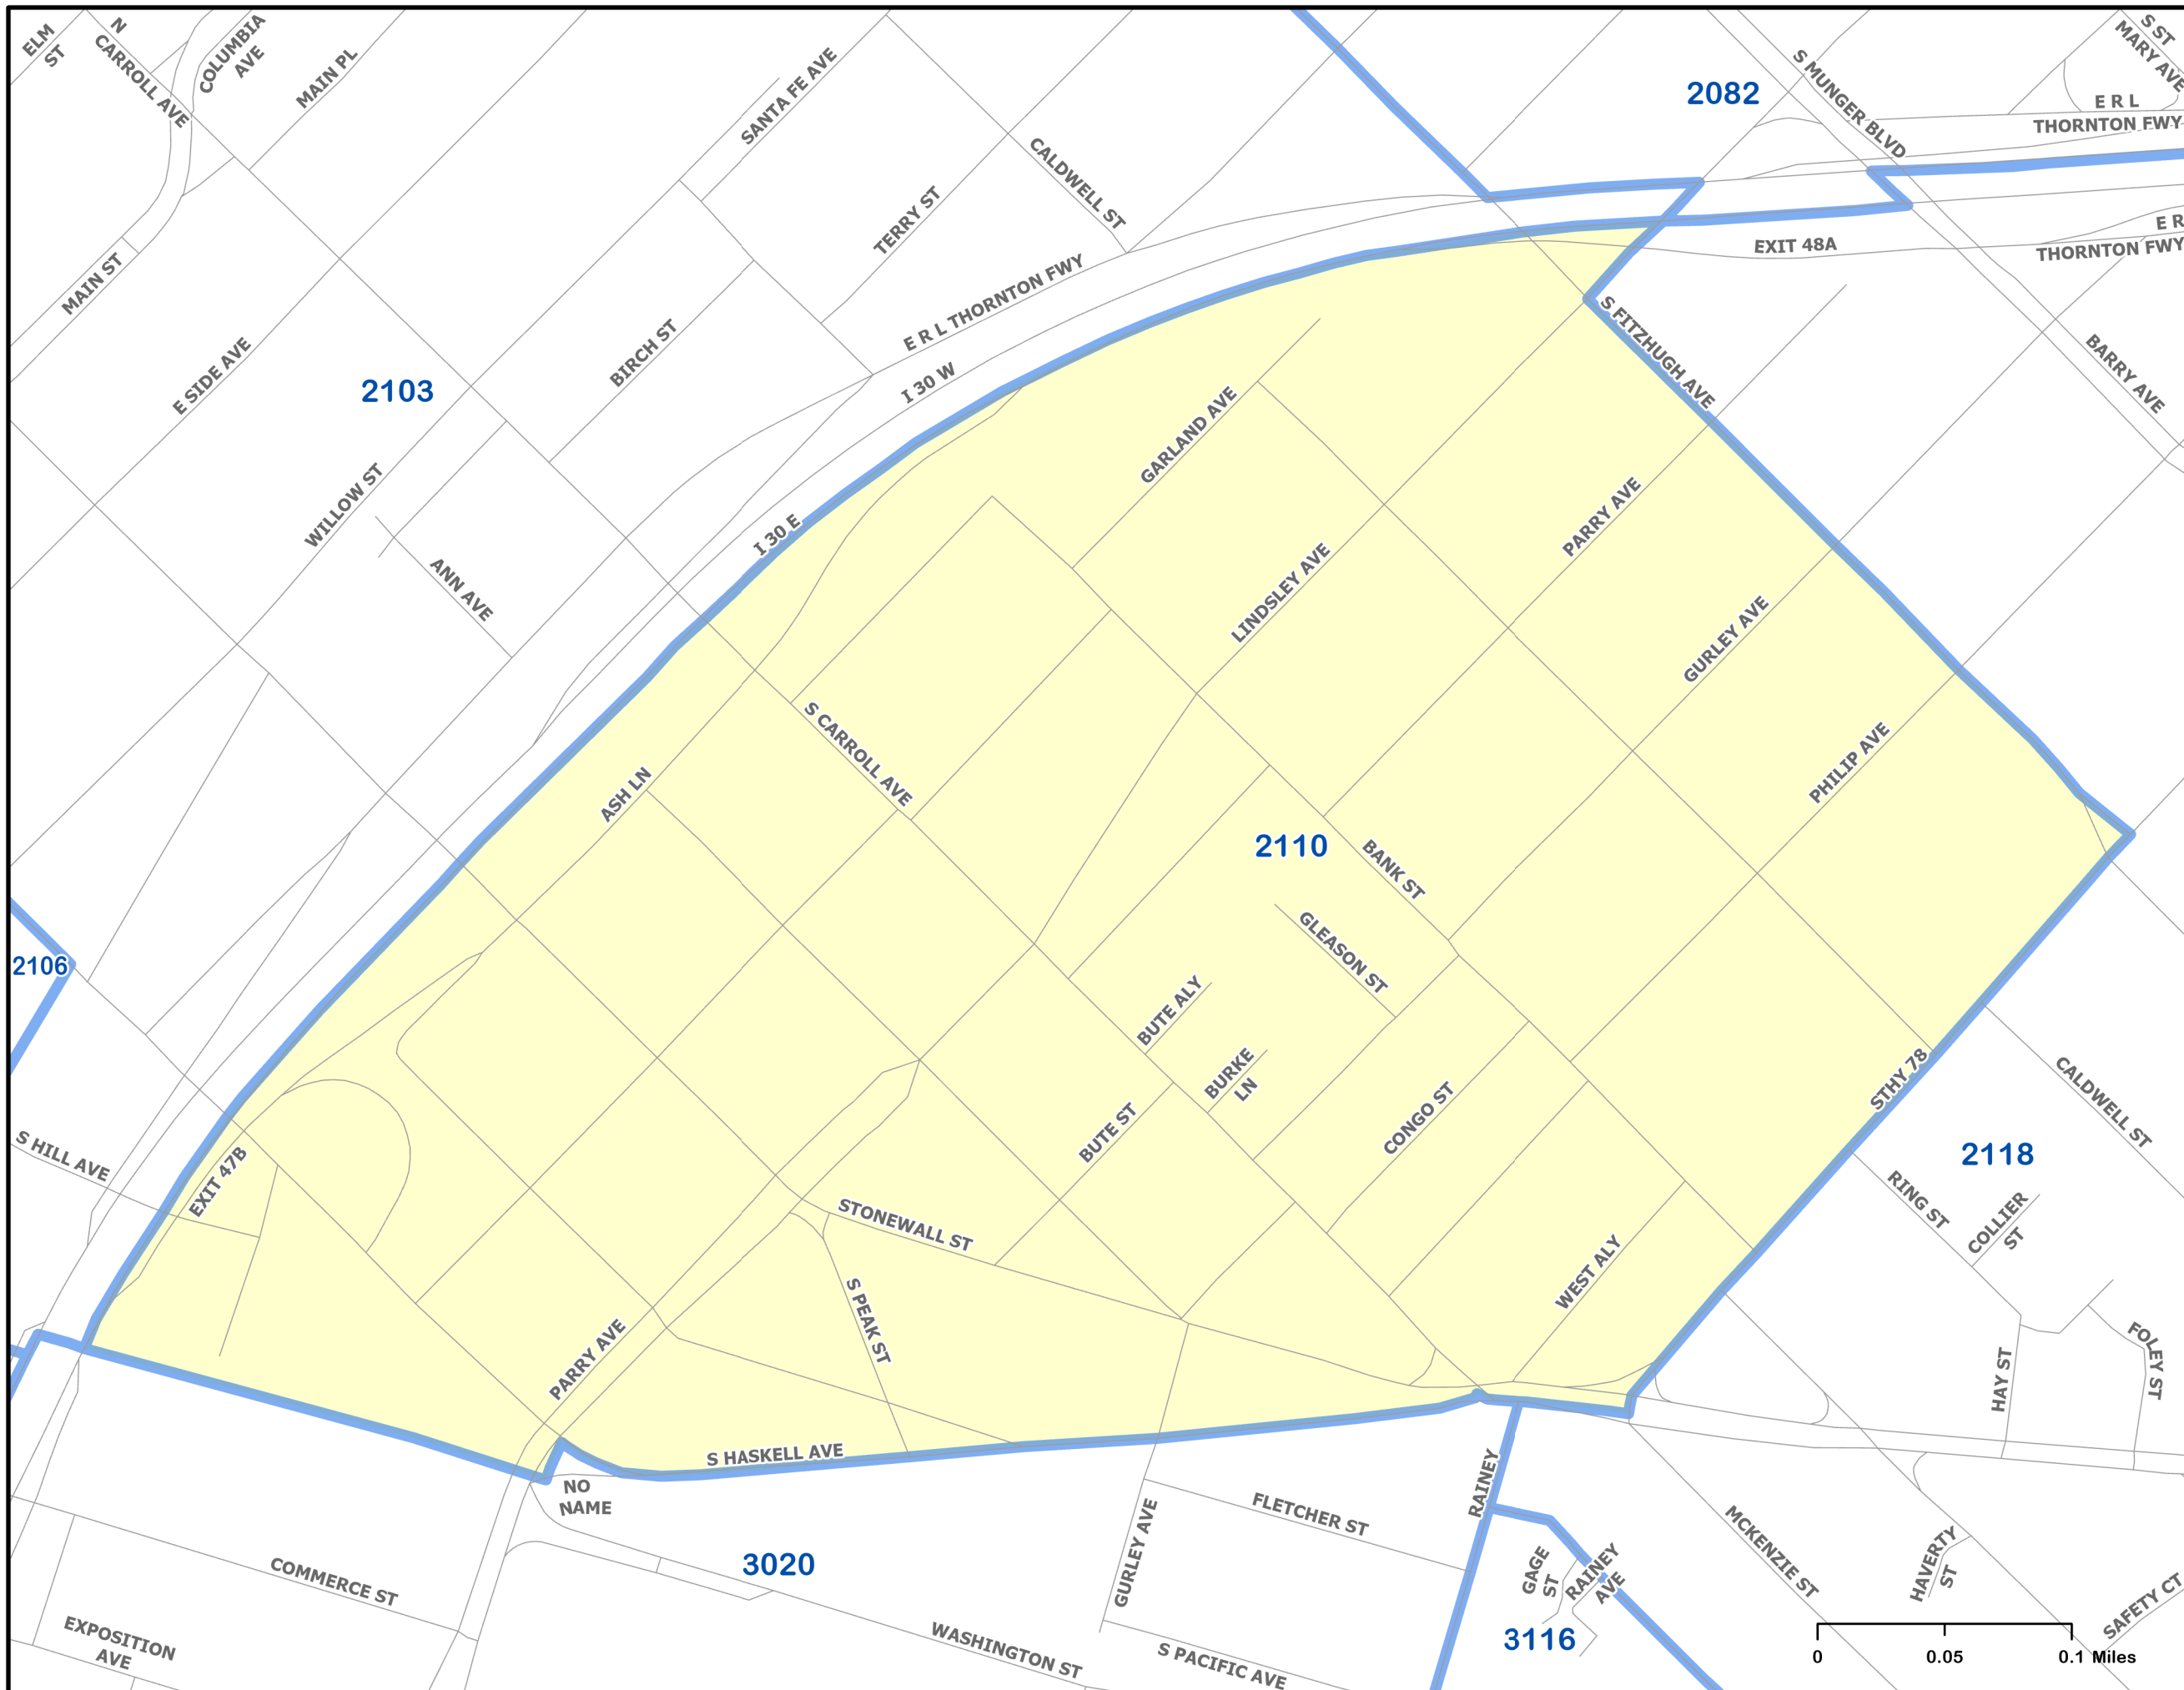 ELM
ST
N
CARROLL AVE
COLUMBIA
AVE
MAIN PL
SANTA FE AVE
CALDWELL ST
TERRY ST
2082
S MUNGER BLVD
S ST
MARY AVE
E R L
THORNTON FWY
E R
THORNTON FWY
EXIT 48A
MAIN ST
E SIDE AVE
2103
BIRCH ST
E R L THORNTON FWY
I 30 W
I 30 E
WILLOW ST
ANN AVE
S FITZHUGH AVE
BARRY AVE
GARLAND AVE
LINDSLEY AVE
PARRY AVE
GURLEY AVE
PHILIP AVE
S CARROLL AVE
ASH LN
2110
BANK ST
GLEASON ST
2106
BUTE ALY
BURKE
LN
BUTE ST
CONGO ST
STHY 78
CALDWELL ST
2118
RING ST
COLLIER
ST
S HILL AVE
EXIT 47B
STONEWALL ST
S PEAK ST
WEST ALY
PARRY AVE
HAY ST
FOLEY ST
S HASKELL AVE
NO
NAME
RAINEY
FLETCHER ST
GURLEY AVE
GAGE
ST
RAINEY
AVE
MCKENZIE ST
HAVERTY
ST
SAFETY CT
COMMERCE ST
3020
EXPOSITION
AVE
WASHINGTON ST
S PACIFIC AVE
3116
0 0.05 0.1 Miles